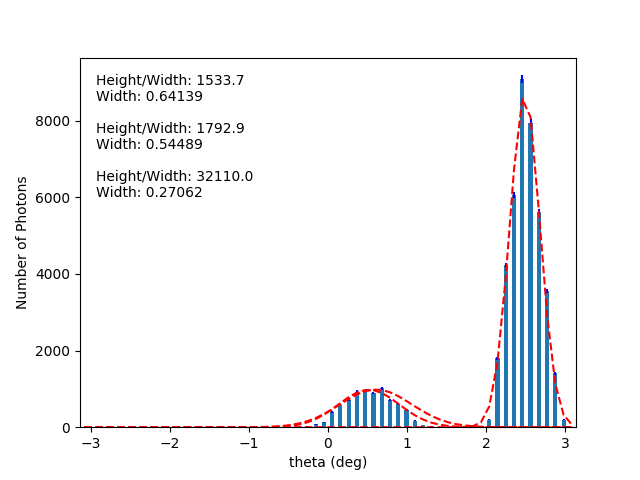 Height/Width: 1533.7
Width: 0.64139
Height/Width: 1792.9
Width: 0.54489
Height/Width: 32110.0
Width: 0.27062
Number of Photons
8000
6000
4000
2000
0
−3
−2
−1
0
1
2
3
theta (deg)